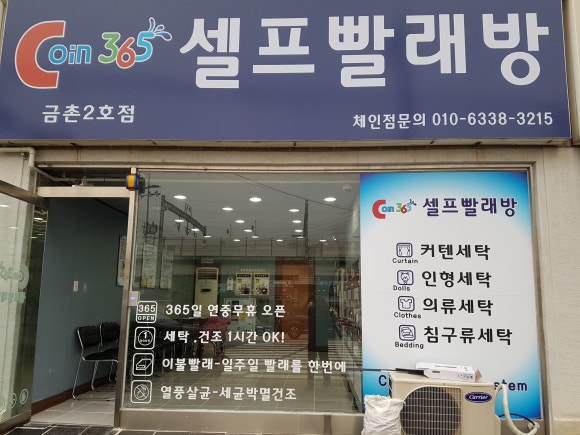 Coin 365 셀프빨래방
금촌2호점
체인점문의 010-6338-3215
Coin 365 셀프빨래방
커텐세탁
Curtain
인형세탁
Dolls
의류세탁
Clothes
침구류세탁
Bedding
365 OPEN 365일 연중무휴 오픈
세탁.건조 1시간 OK!
이불빨래-일주일 빨래를 한번에
열풍살균-세균박멸건조
Carrier